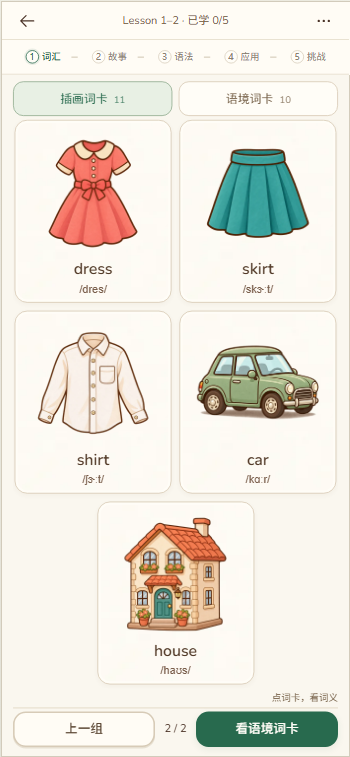 Lesson 1–2 · 已学 0/5
1 词汇 – 2 故事 – 3 语法 – 4 应用 – 5 挑战
插画词卡 11 语境词卡 10
dress skirt
/dres/ /skɝːt/
shirt car
/ʃɝːt/ /kɑːr/
house
/haʊs/
点词卡，看词义
上一组 2 / 2 看语境词卡